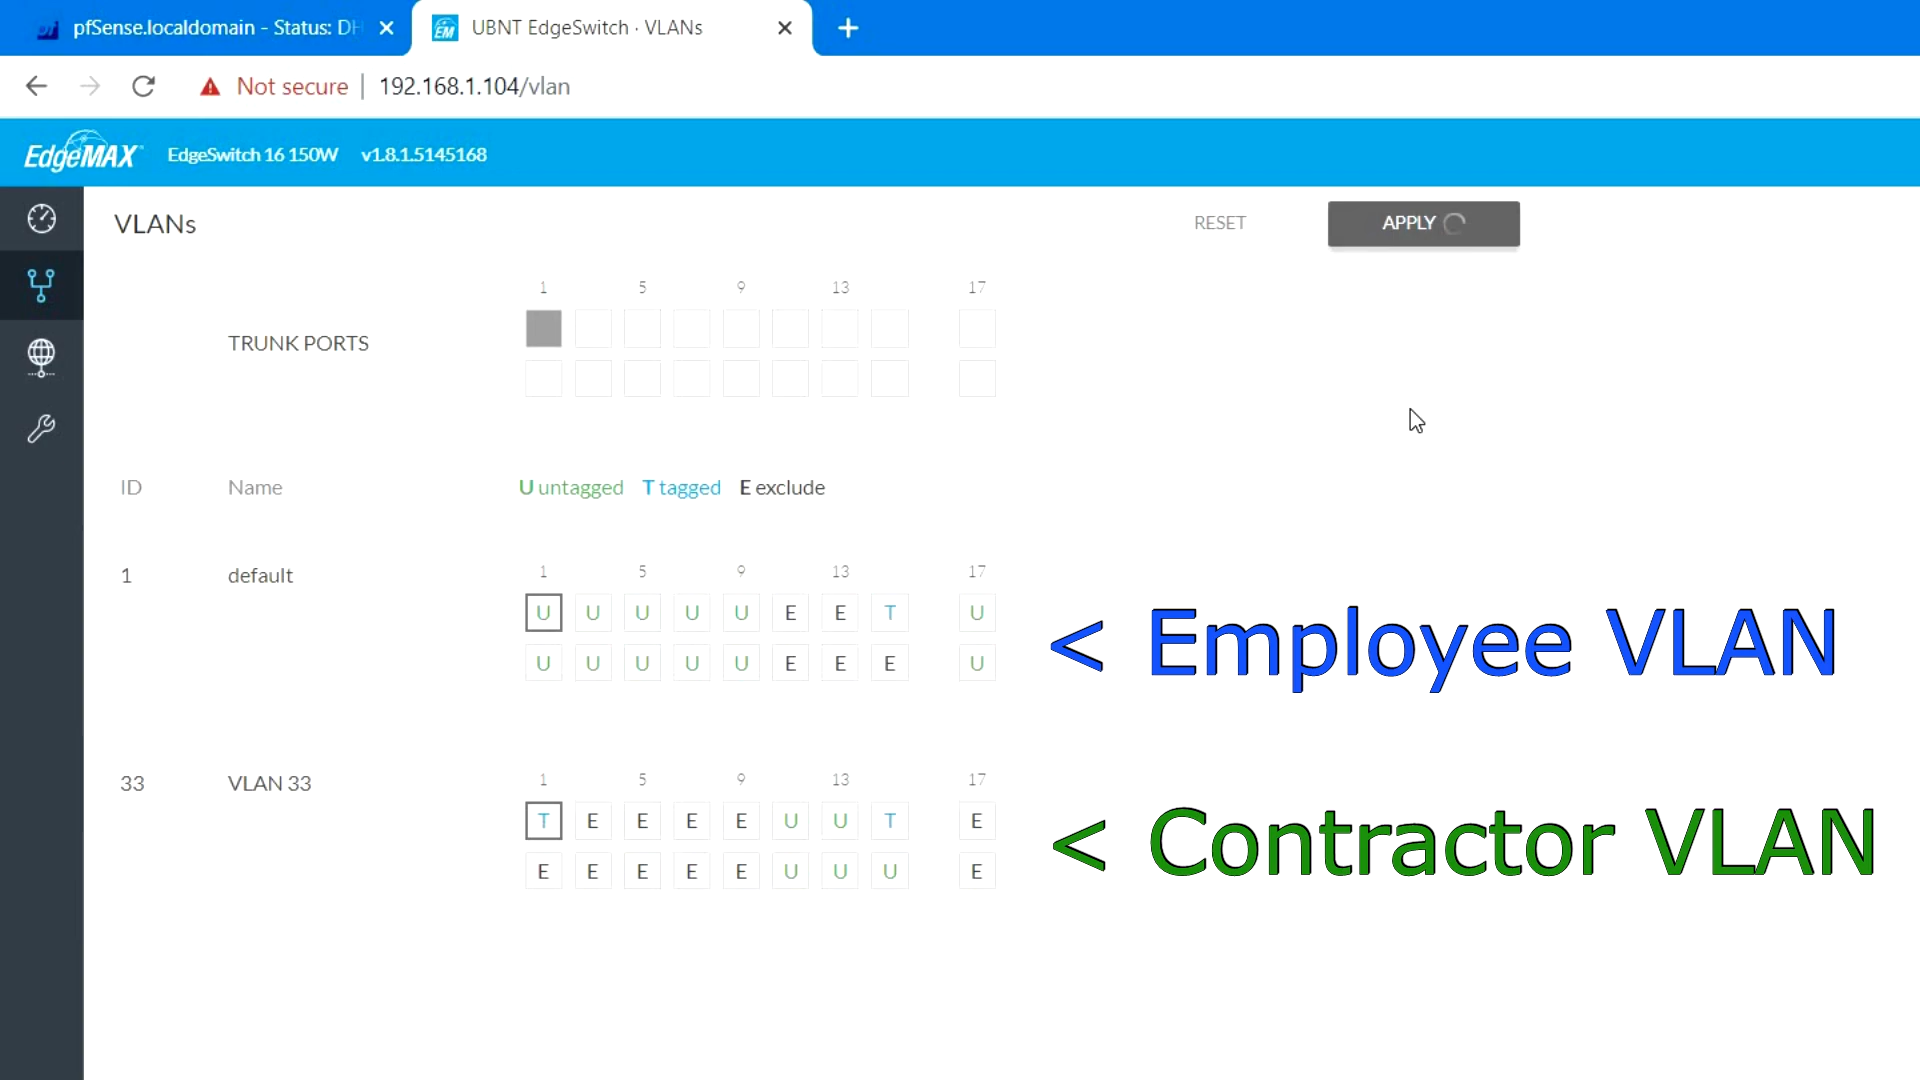 pfSense.localdomain - Status: DH
UBNT EdgeSwitch · VLANs
Not secure | 192.168.1.104/vlan
EdgeMAX EdgeSwitch 16 150W v1.8.1.5145168
VLANs RESET APPLY
1 5 9 13 17
TRUNK PORTS
ID Name U untagged T tagged E exclude
1 5 9 13 17
1 default
U U U U U E E T U
U U U U U E E E U
< Employee VLAN
1 5 9 13 17
33 VLAN 33
T E E E E U U T E
E E E E E U U U E
< Contractor VLAN